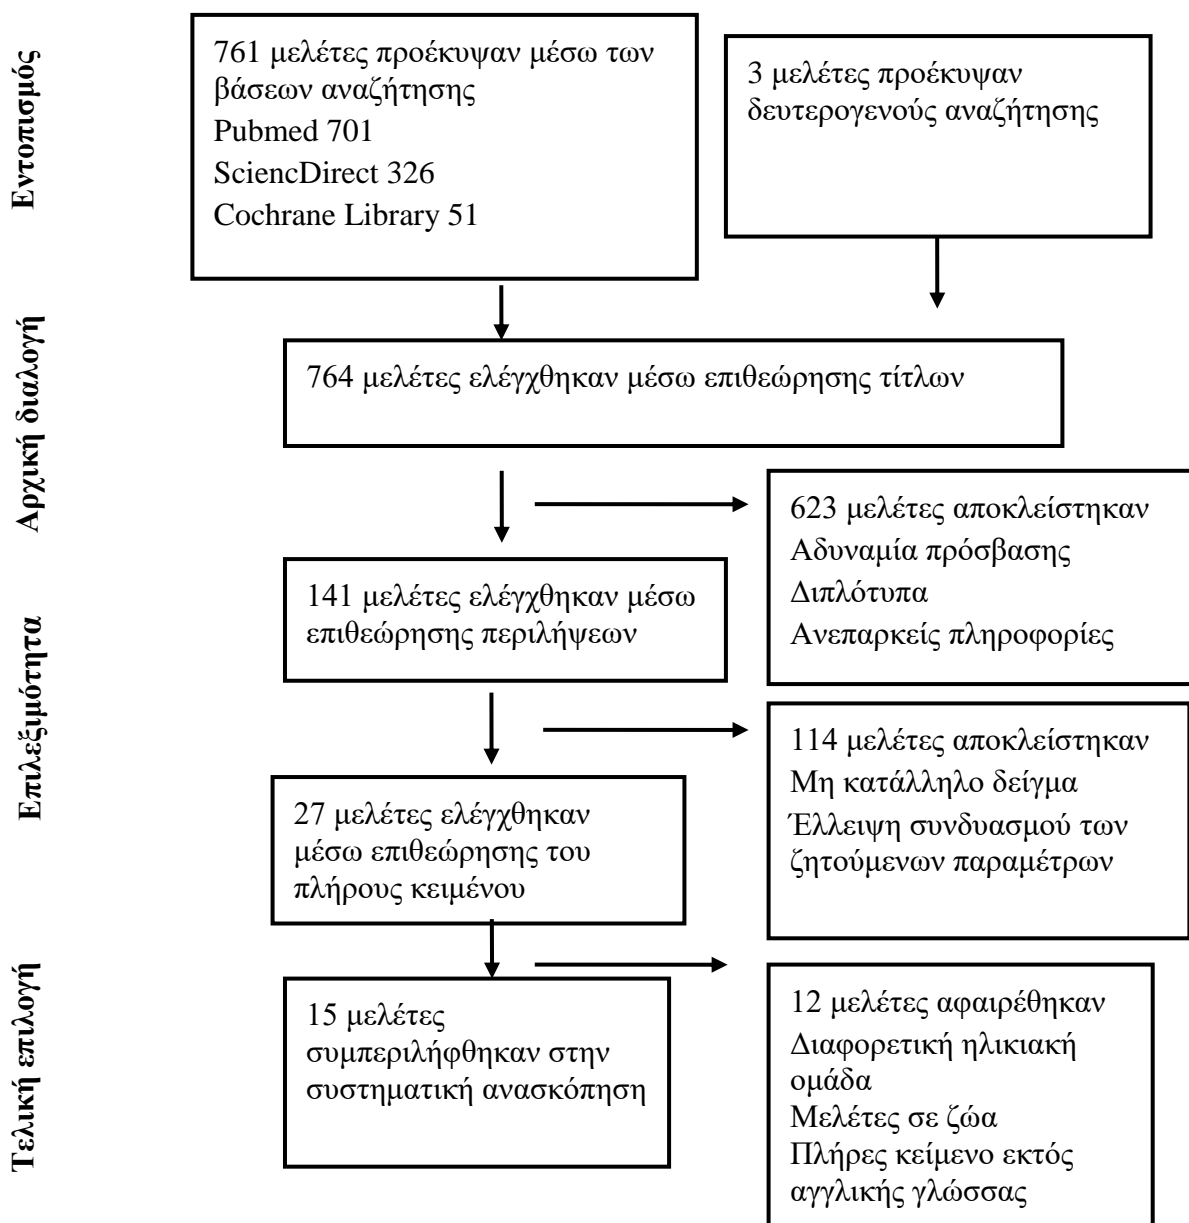 Εντοπισμός
761 μελέτες προέκυψαν μέσω των
βάσεων αναζήτησης
Pubmed 701
SciencDirect 326
Cochrane Library 51
3 μελέτες προέκυψαν
δευτερογενούς αναζήτησης
Αρχική διαλογή
764 μελέτες ελέγχθηκαν μέσω επιθεώρησης τίτλων
623 μελέτες αποκλείστηκαν
Αδυναμία πρόσβασης
Διπλότυπα
Ανεπαρκείς πληροφορίες
Επιλεξιμότητα
141 μελέτες ελέγχθηκαν μέσω
επιθεώρησης περιλήψεων
114 μελέτες αποκλείστηκαν
Μη κατάλληλο δείγμα
Έλλειψη συνδυασμού των
ζητούμενων παραμέτρων
27 μελέτες ελέγχθηκαν
μέσω επιθεώρησης του
πλήρους κειμένου
Τελική επιλογή
15 μελέτες
συμπεριλήφθηκαν στην
συστηματική ανασκόπηση
12 μελέτες αφαιρέθηκαν
Διαφορετική ηλικιακή
ομάδα
Μελέτες σε ζώα
Πλήρες κείμενο εκτός
αγγλικής γλώσσας